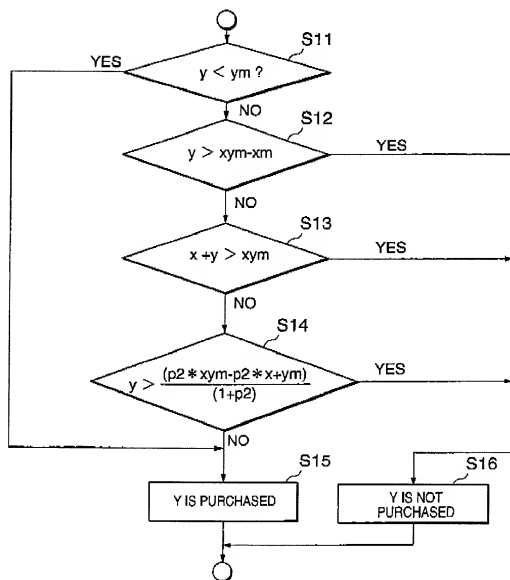 S11
YES
y < ym ?
NO
S12
y > xym-xm
YES
NO
S13
x +y > xym
YES
NO
S14
y > (p2 * xym-p2 * x+ym)
(1+p2)
YES
NO
S15
S16
Y IS PURCHASED
Y IS NOT
PURCHASED